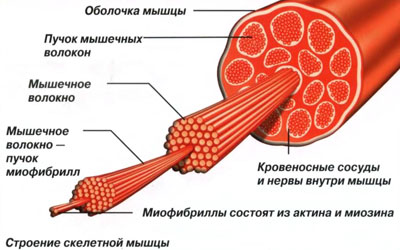 Оболочка мышцы
Пучок мышечных
волокон
Мышечное
волокно
Мышечное
волокно —
пучок
миофибрилл
Кровеносные сосуды
и нервы внутри мышцы
Миофибриллы состоят из актина и миозина
Строение скелетной мышцы